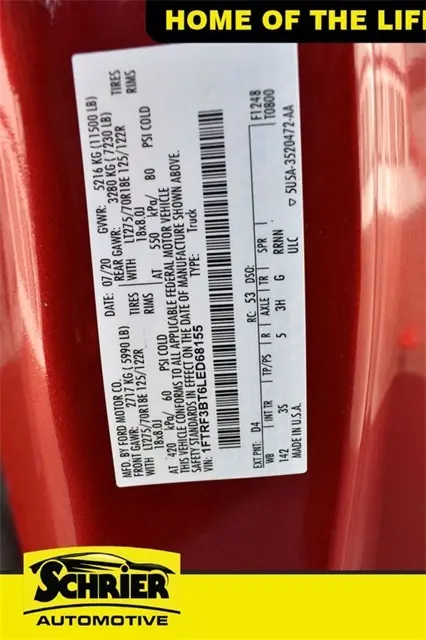 HOME OF THE LIF
MFD. BY FORD MOTOR CO.
DATE: 07/20 GVWR: 5216 KG (11500 LB)
FRONT GAWR: 2717 KG (5990 LB) REAR GAWR: 3280 KG (7230 LB)
LT275/70R18E 125/122R TIRES WITH LT275/70R18E 125/122R TIRES
18x8.0J RIMS 18x8.0J RIMS
AT 420 kPa/ 60 PSI COLD AT 550 kPa/ 80 PSI COLD
THIS VEHICLE CONFORMS TO ALL APPLICABLE FEDERAL MOTOR VEHICLE
SAFETY STANDARDS IN EFFECT ON THE DATE OF MANUFACTURE SHOWN ABOVE.
VIN: 1FTRF3BT6LED68155 TYPE: Truck
F1248
T0800
EXT PNT: D4 RC: 53 DSO:
WB INT TR TP/PS R AXLE TR SPR
142 35 5 3H G RRNN
MADE IN U.S.A. ULC
▽ 5U5A-3520472-AA
SCHRIER
AUTOMOTIVE